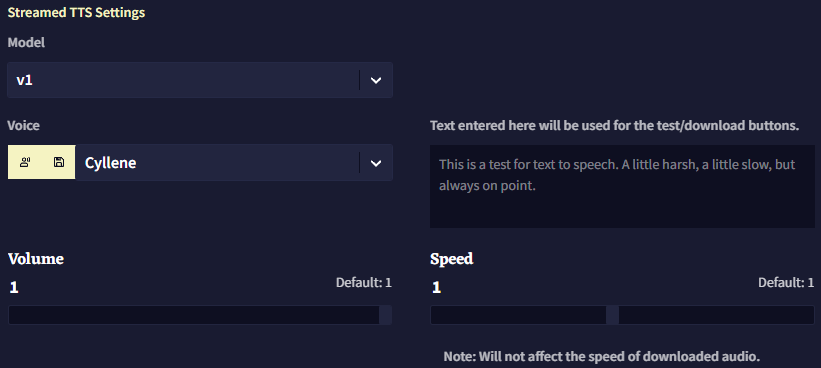 Streamed TTS Settings
Model
v1
Voice
Cyllene
Text entered here will be used for the test/download buttons.
This is a test for text to speech. A little harsh, a little slow, but
always on point.
Volume
1
Default: 1
Speed
1
Default: 1
Note: Will not affect the speed of downloaded audio.